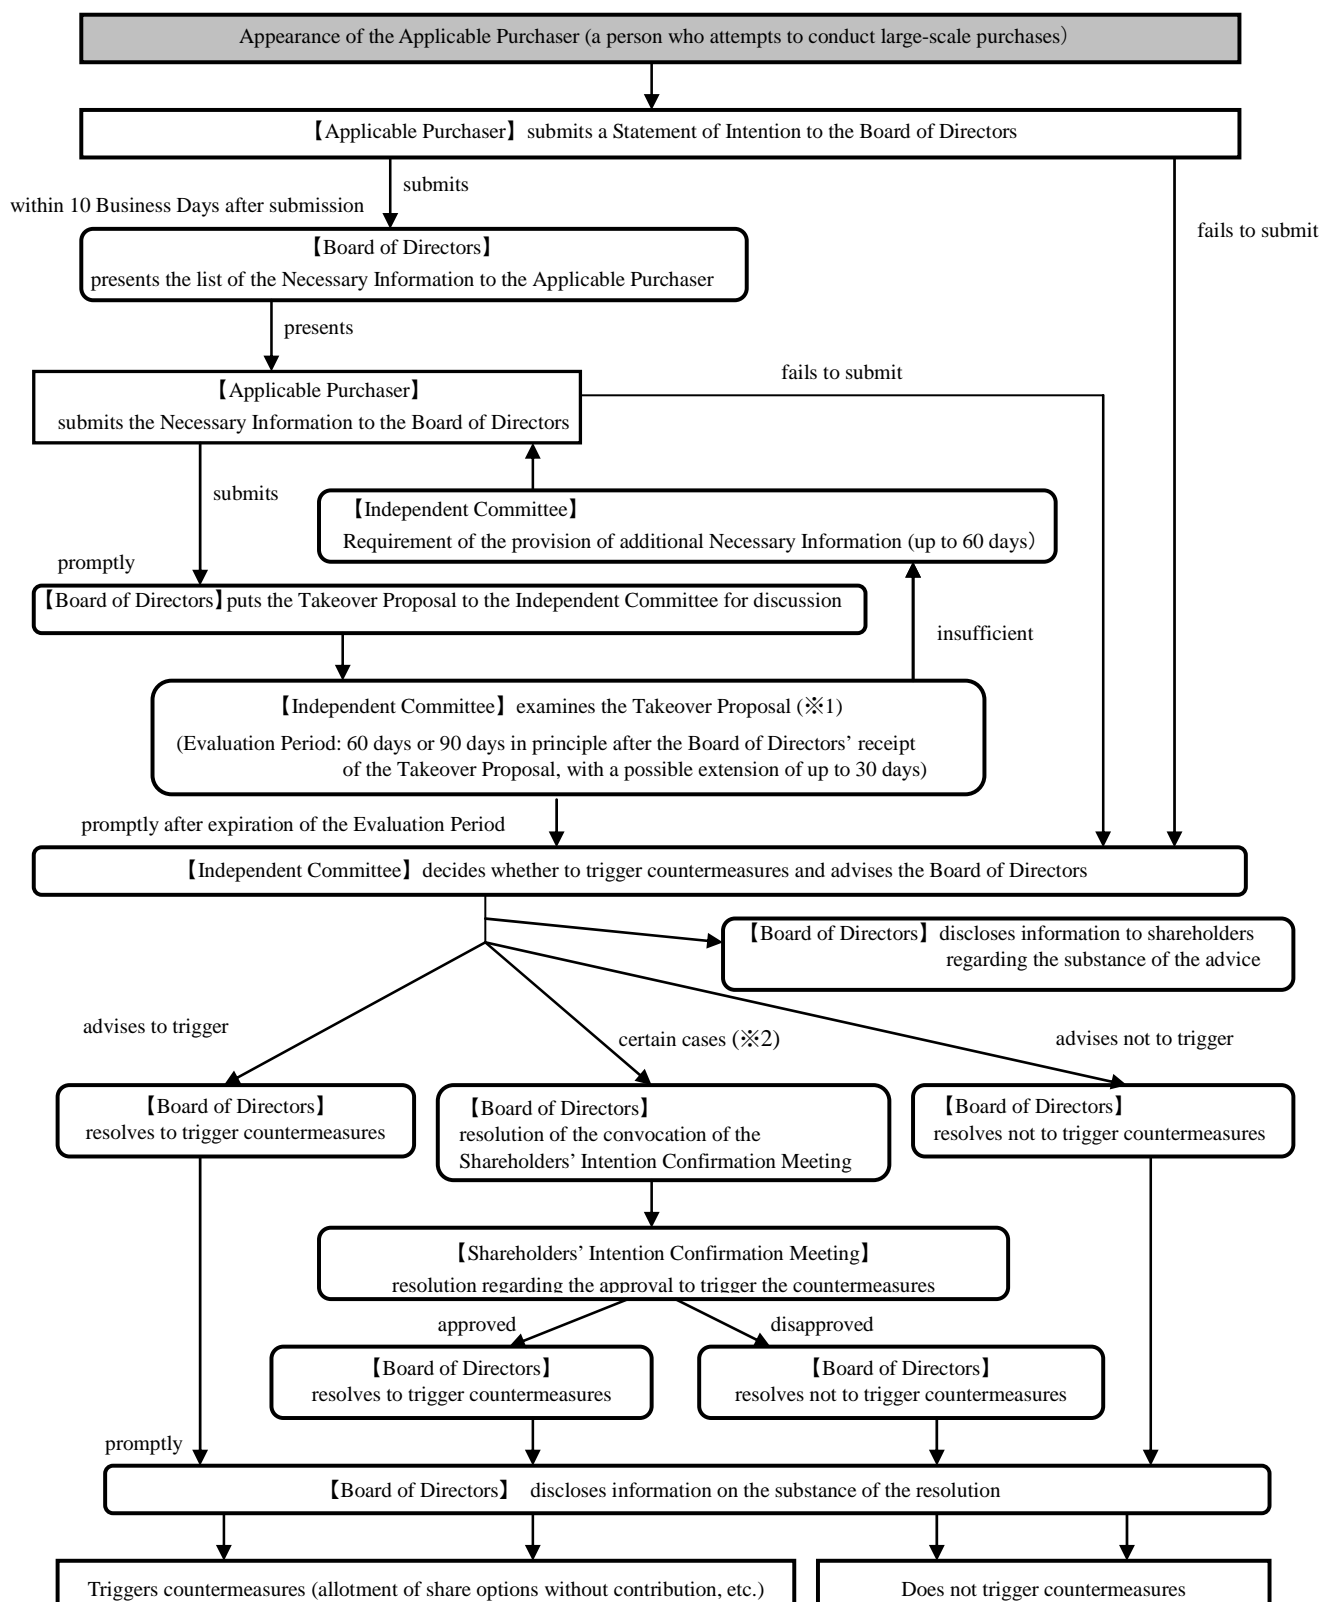 Appearance of the Applicable Purchaser (a person who attempts to conduct large-scale purchases）
【Applicable Purchaser】 submits a Statement of Intention to the Board of Directors
submits
within 10 Business Days after submission
fails to submit
【Board of Directors】
presents the list of the Necessary Information to the Applicable Purchaser
presents
fails to submit
【Applicable Purchaser】
submits the Necessary Information to the Board of Directors
submits
【Independent Committee】
Requirement of the provision of additional Necessary Information (up to 60 days）
promptly
【Board of Directors】puts the Takeover Proposal to the Independent Committee for discussion
insufficient
【Independent Committee】 examines the Takeover Proposal (※1)
(Evaluation Period: 60 days or 90 days in principle after the Board of Directors’ receipt
of the Takeover Proposal, with a possible extension of up to 30 days)
promptly after expiration of the Evaluation Period
【Independent Committee】 decides whether to trigger countermeasures and advises the Board of Directors
【Board of Directors】 discloses information to shareholders
regarding the substance of the advice
advises to trigger
certain cases (※2)
advises not to trigger
【Board of Directors】
resolves to trigger countermeasures
【Board of Directors】
resolution of the convocation of the
Shareholders’ Intention Confirmation Meeting
【Board of Directors】
resolves not to trigger countermeasures
【Shareholders’ Intention Confirmation Meeting】
resolution regarding the approval to trigger the countermeasures
approved
disapproved
【Board of Directors】
resolves to trigger countermeasures
【Board of Directors】
resolves not to trigger countermeasures
promptly
【Board of Directors】 discloses information on the substance of the resolution
Triggers countermeasures (allotment of share options without contribution, etc.)
Does not trigger countermeasures